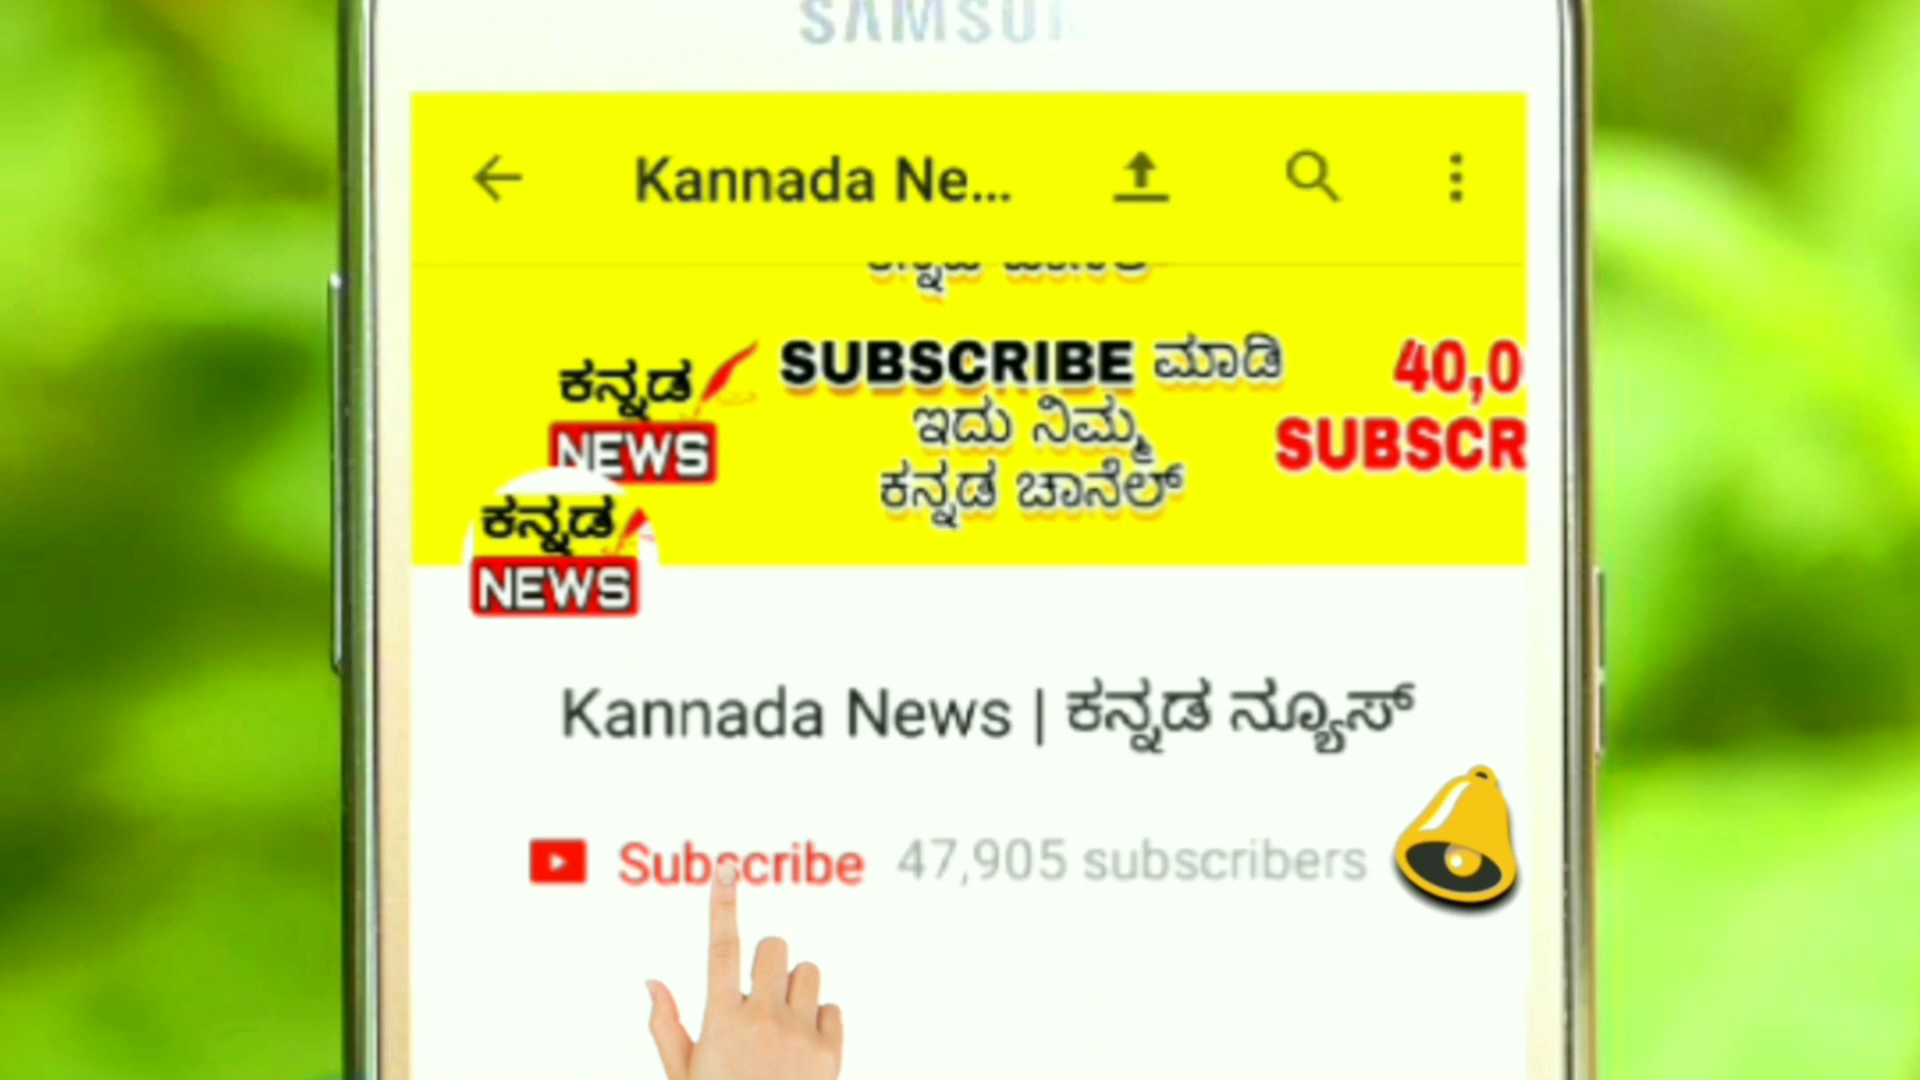 Kannada Ne...
SUBSCRIBE ಮಾಡಿ
ಇದು ನಿಮ್ಮ
ಕನ್ನಡ ಚಾನೆಲ್
ಕನ್ನಡ
NEWS
40,0
SUBSCR
ಕನ್ನಡ
NEWS
Kannada News | ಕನ್ನಡ ನ್ಯೂಸ್
Subscribe 47,905 subscribers